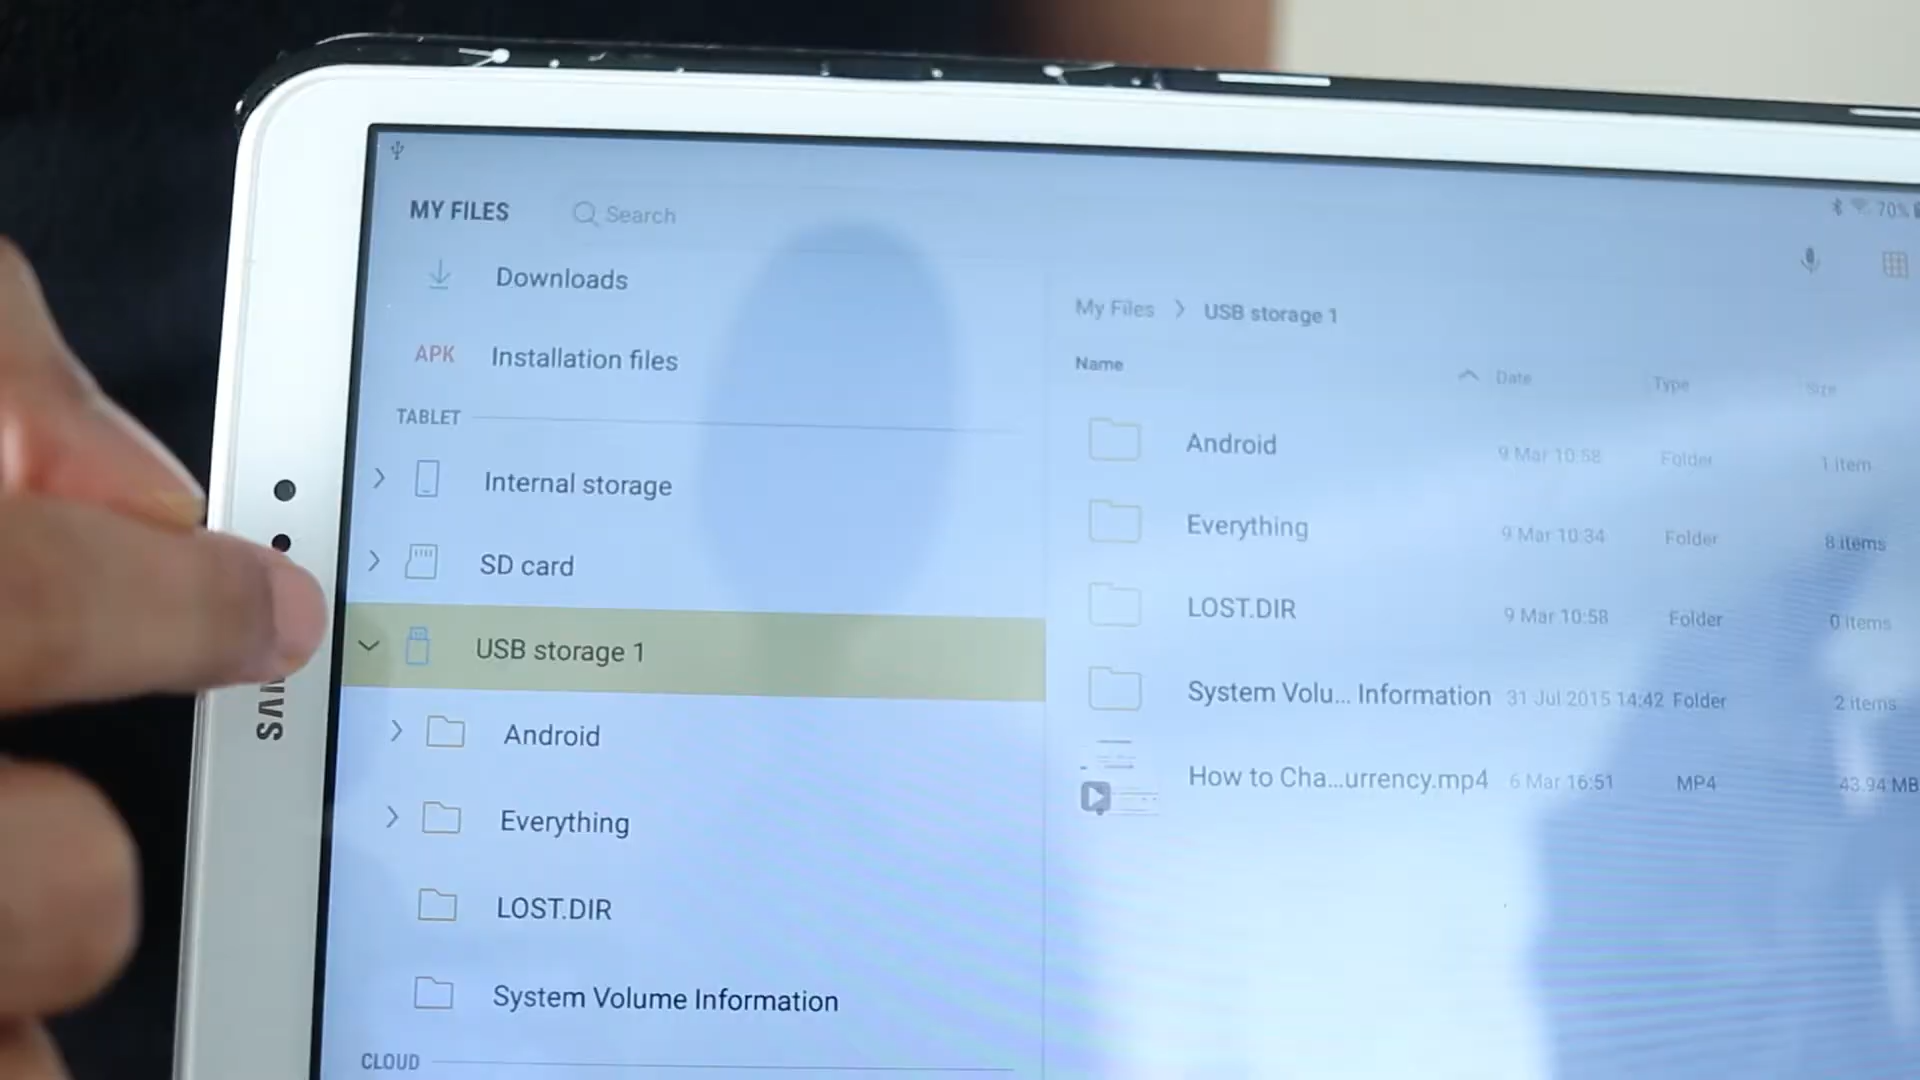 MY FILES
Search
70%
Downloads
APK Installation files
TABLET
Internal storage
SD card
USB storage 1
Android
Everything
LOST.DIR
System Volume Information
CLOUD
My Files > USB storage 1
Name Date Type Size
Android 9 Mar 10:58 Folder 1 item
Everything 9 Mar 10:34 Folder 8 items
LOST.DIR 9 Mar 10:58 Folder 0 items
System Volu... Information 31 Jul 2015 14:42 Folder 2 items
How to Cha...urrency.mp4 6 Mar 16:51 MP4 43.94 MB